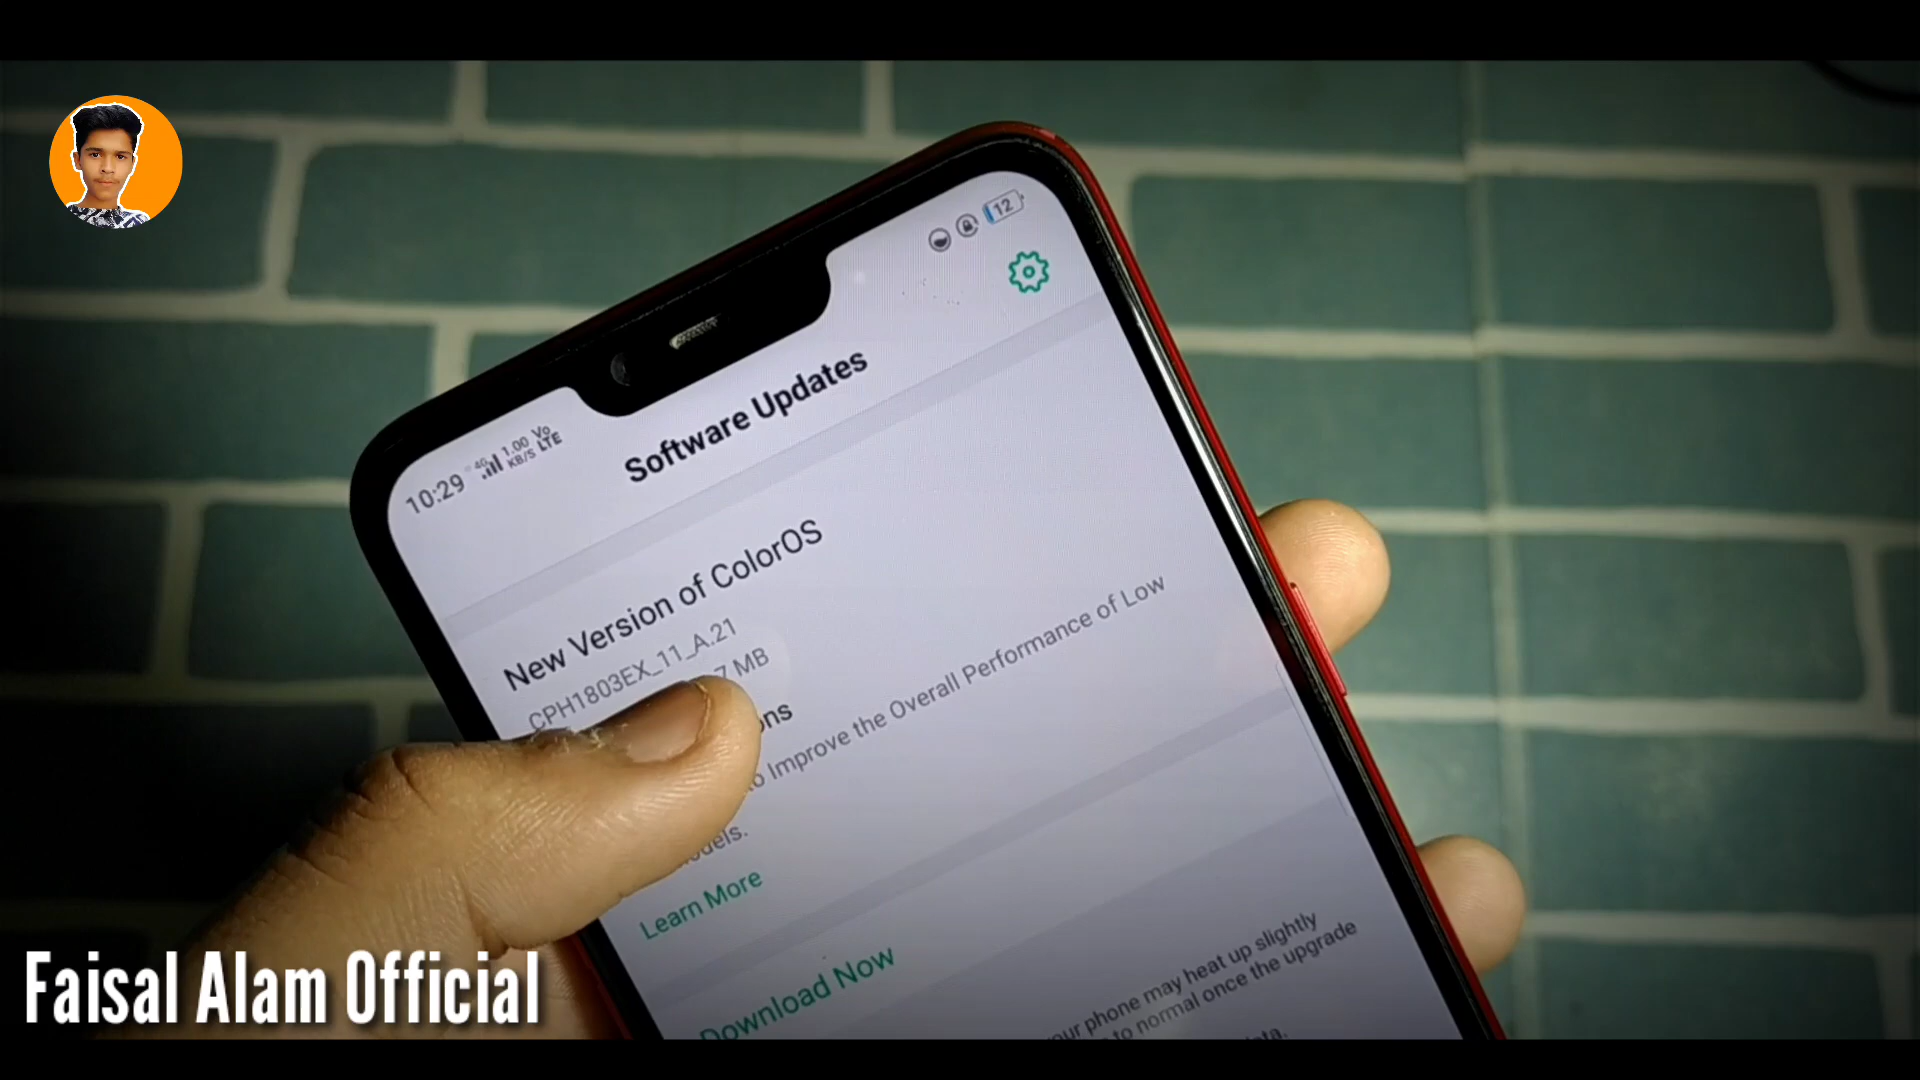 12
10:29 4G 1.00 KB/S Vo LTE
Software Updates
New Version of ColorOS
CPH1803EX_11_A.21
7 MB
Improve the Overall Performance of Low
Learn More
Download Now
phone may heat up slightly
to normal once the upgrade
Faisal Alam Official